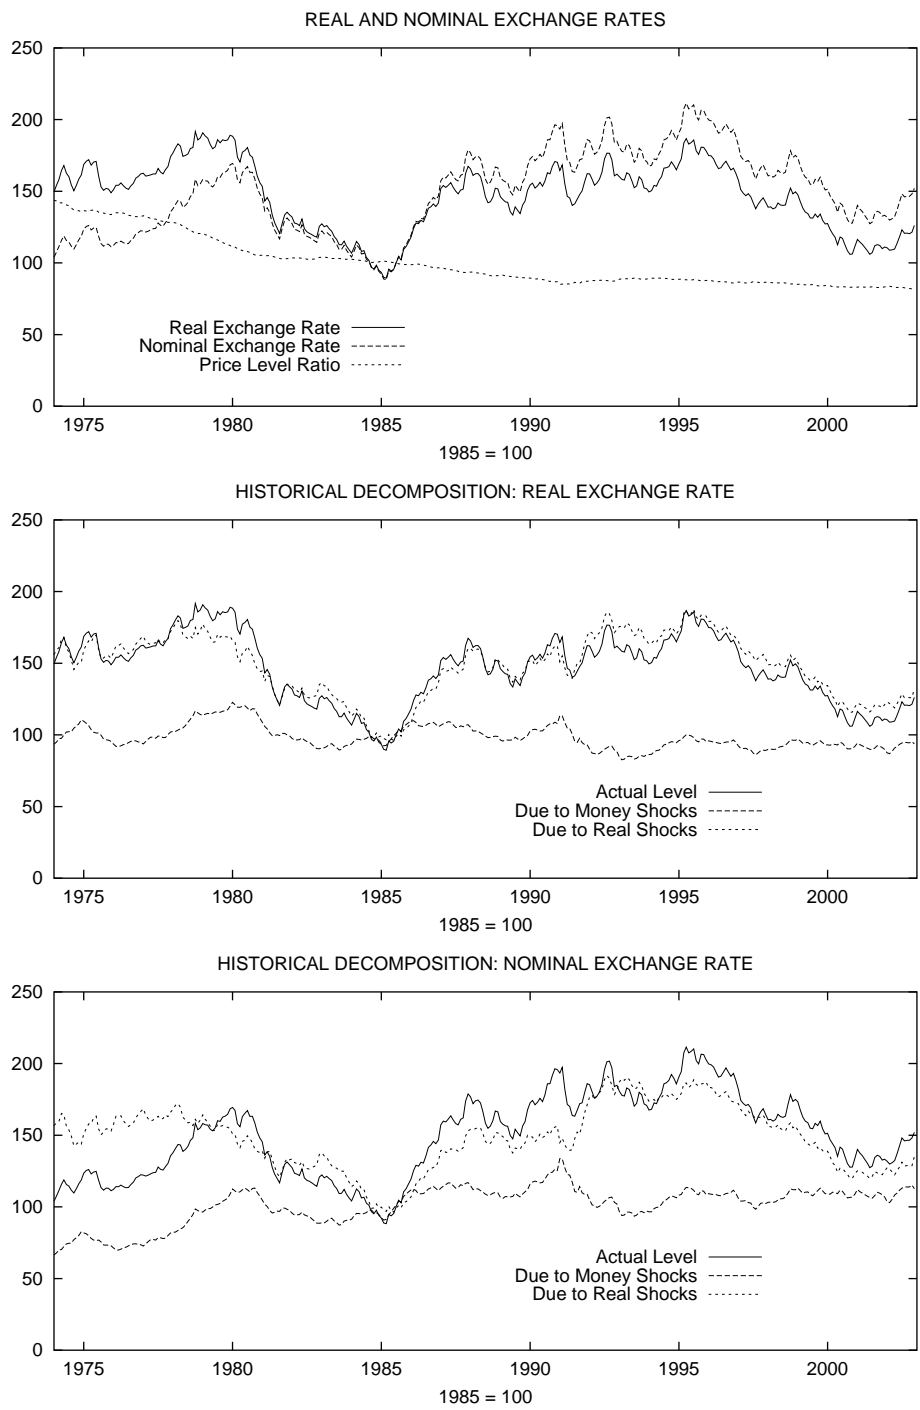 REAL AND NOMINAL EXCHANGE RATES
250
200
150
100
50
0
Real Exchange Rate
Nominal Exchange Rate
Price Level Ratio
1975 1980 1985 1990 1995 2000
1985 = 100
HISTORICAL DECOMPOSITION: REAL EXCHANGE RATE
250
200
150
100
50
0
Actual Level
Due to Money Shocks
Due to Real Shocks
1975 1980 1985 1990 1995 2000
1985 = 100
HISTORICAL DECOMPOSITION: NOMINAL EXCHANGE RATE
250
200
150
100
50
0
Actual Level
Due to Money Shocks
Due to Real Shocks
1975 1980 1985 1990 1995 2000
1985 = 100